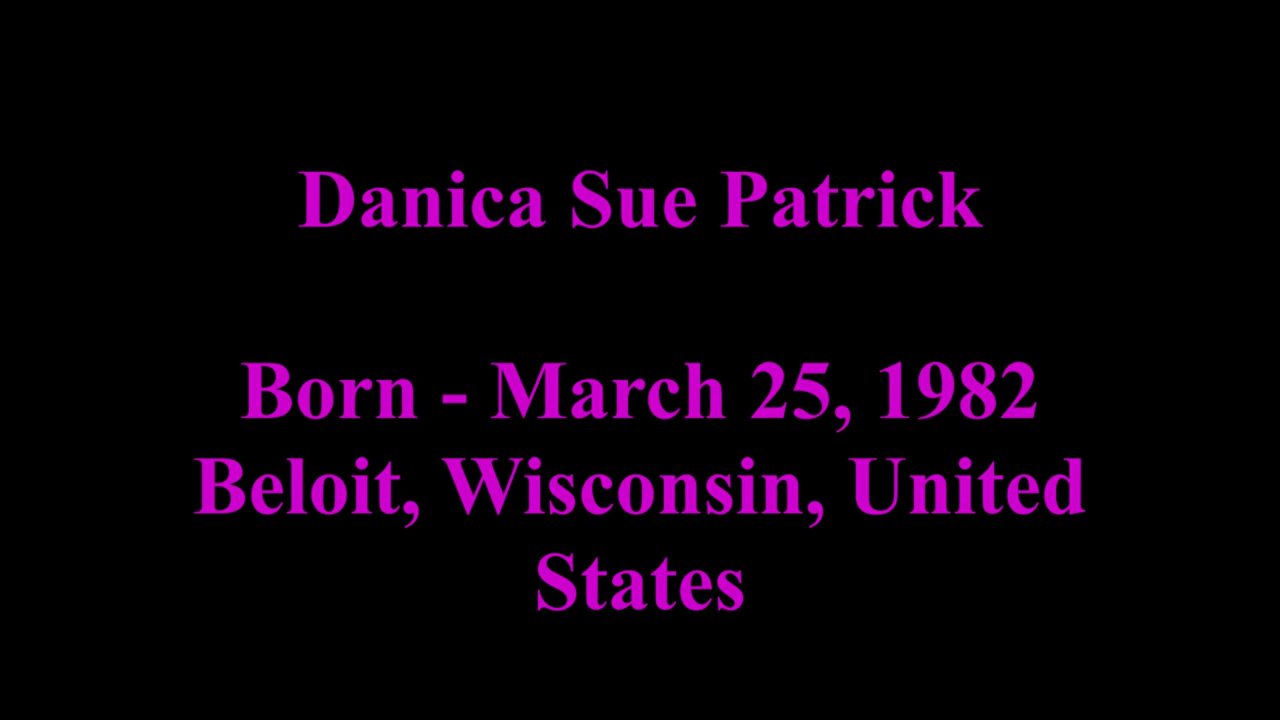 Danica Sue Patrick
Born - March 25, 1982
Beloit, Wisconsin, United
States